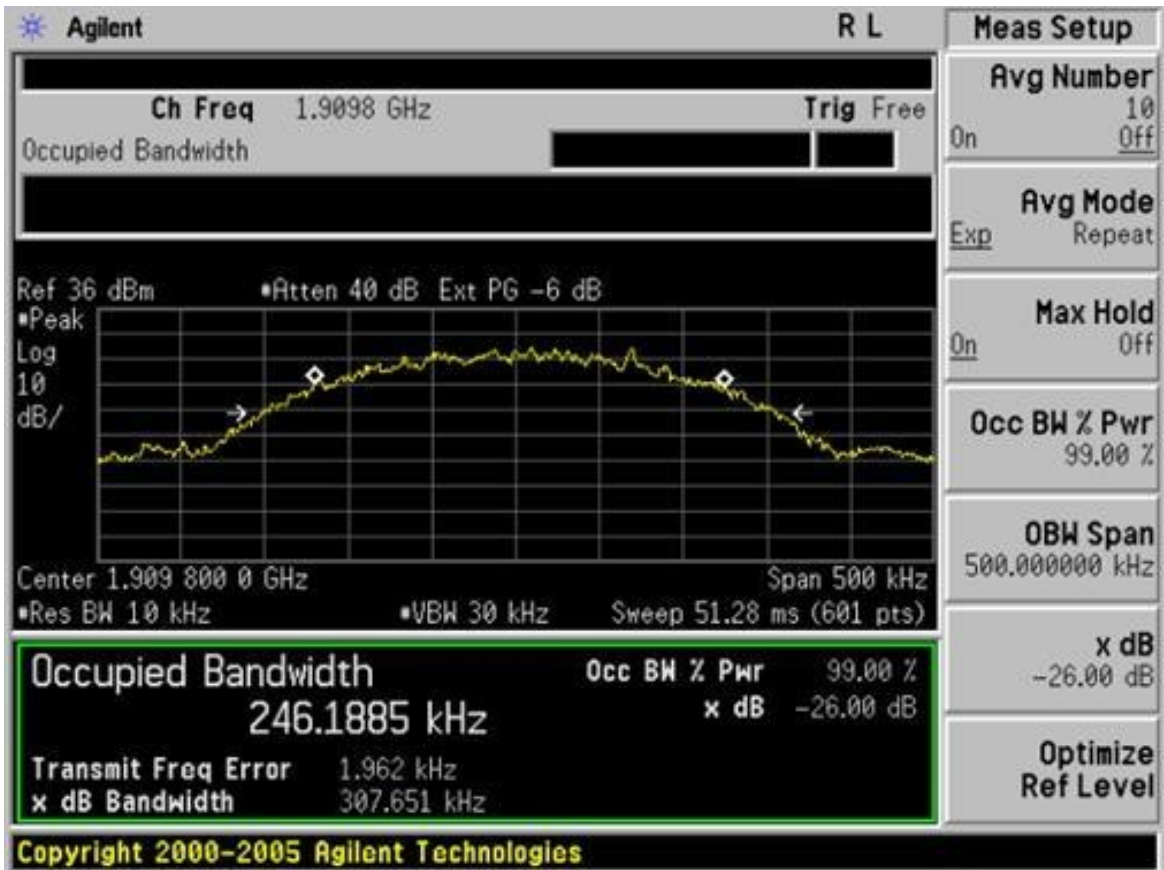 Agilent
R L
Meas Setup
Ch Freq 1.9098 GHz
Trig Free
Occupied Bandwidth
Ref 36 dBm
*Atten 40 dB Ext PG -6 dB
*Peak
Log
10
dB/
Center 1.909 800 0 GHz
Span 500 kHz
*Res BW 10 kHz
*VBW 30 kHz
Sweep 51.28 ms (601 pts)
Occupied Bandwidth
246.1885 kHz
Occ BW % Pwr 99.00 %
x dB -26.00 dB
Transmit Freq Error 1.962 kHz
x dB Bandwidth 307.651 kHz
Avg Number
10
On Off
Avg Mode
Exp Repeat
Max Hold
On Off
Occ BW % Pwr
99.00 %
OBW Span
500.000000 kHz
x dB
-26.00 dB
Optimize
Ref Level
Copyright 2000-2005 Agilent Technologies